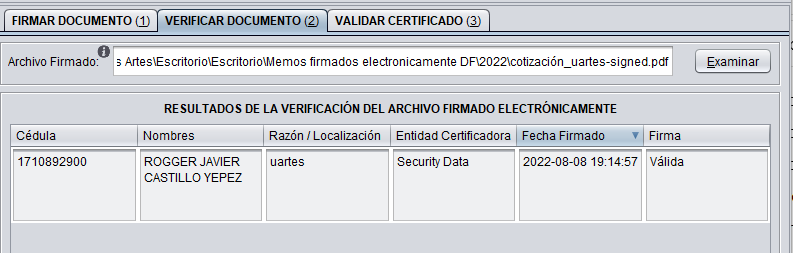 FIRMAR DOCUMENTO (1) VERIFICAR DOCUMENTO (2) VALIDAR CERTIFICADO (3)
Archivo Firmado: s Artes\Escritorio\Escritorio\Memos firmados electronicamente DF\2022\cotización_uartes-signed.pdf Examinar
RESULTADOS DE LA VERIFICACIÓN DEL ARCHIVO FIRMADO ELECTRÓNICAMENTE
Cédula Nombres Razón / Localización Entidad Certificadora Fecha Firmado Firma
1710892900 ROGGER JAVIER uartes Security Data 2022-08-08 19:14:57 Válida
CASTILLO YEPEZ